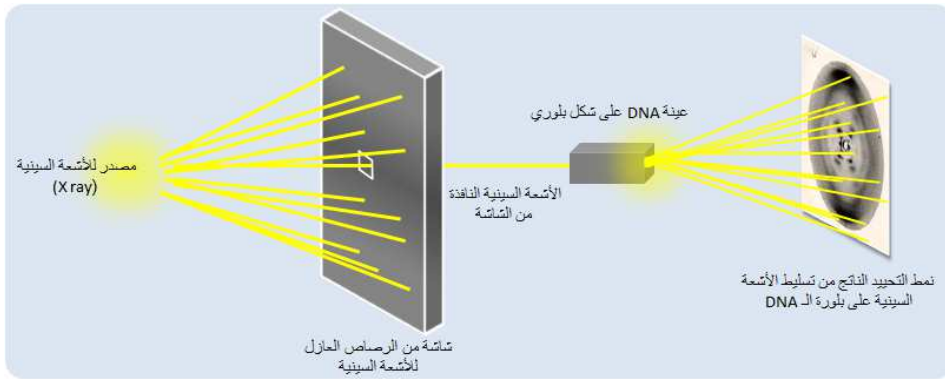 مصدر للأشعة السينية
(X ray)
شاشة من الرصاص العازل
للأشعة السينية
الأشعة السينية النافذة
من الشاشة
عينة DNA على شكل بلوري
نمط التحييد الناتج من تسليط الأشعة
السينية على بلورة الـ DNA